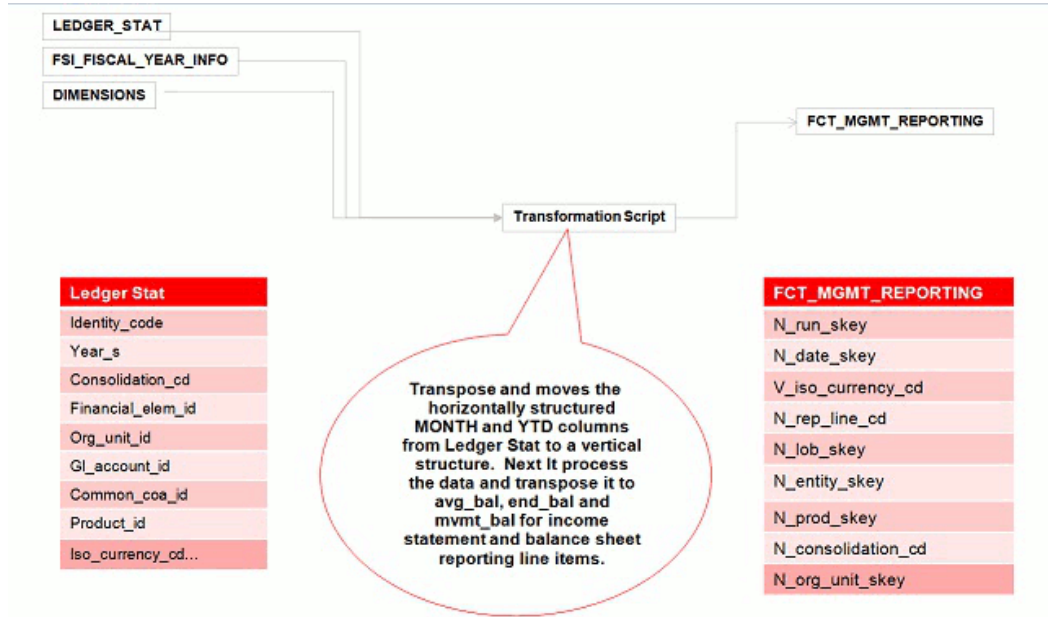 LEDGER_STAT
FSI_FISCAL_YEAR_INFO
DIMENSIONS
FCT_MGMT_REPORTING
Transformation Script
Ledger Stat
Identity_code
Year_s
Consolidation_cd
Financial_elem_id
Org_unit_id
Gl_account_id
Common_coa_id
Product_id
Iso_currency_cd...
Transpose and moves the
horizontally structured
MONTH and YTD columns
from Ledger Stat to a vertical
structure. Next It process
the data and transpose it to
avg_bal, end_bal and
mvmt_bal for income
statement and balance sheet
reporting line items.
FCT_MGMT_REPORTING
N_run_skey
N_date_skey
V_iso_currency_cd
N_rep_line_cd
N_lob_skey
N_entity_skey
N_prod_skey
N_consolidation_cd
N_org_unit_skey